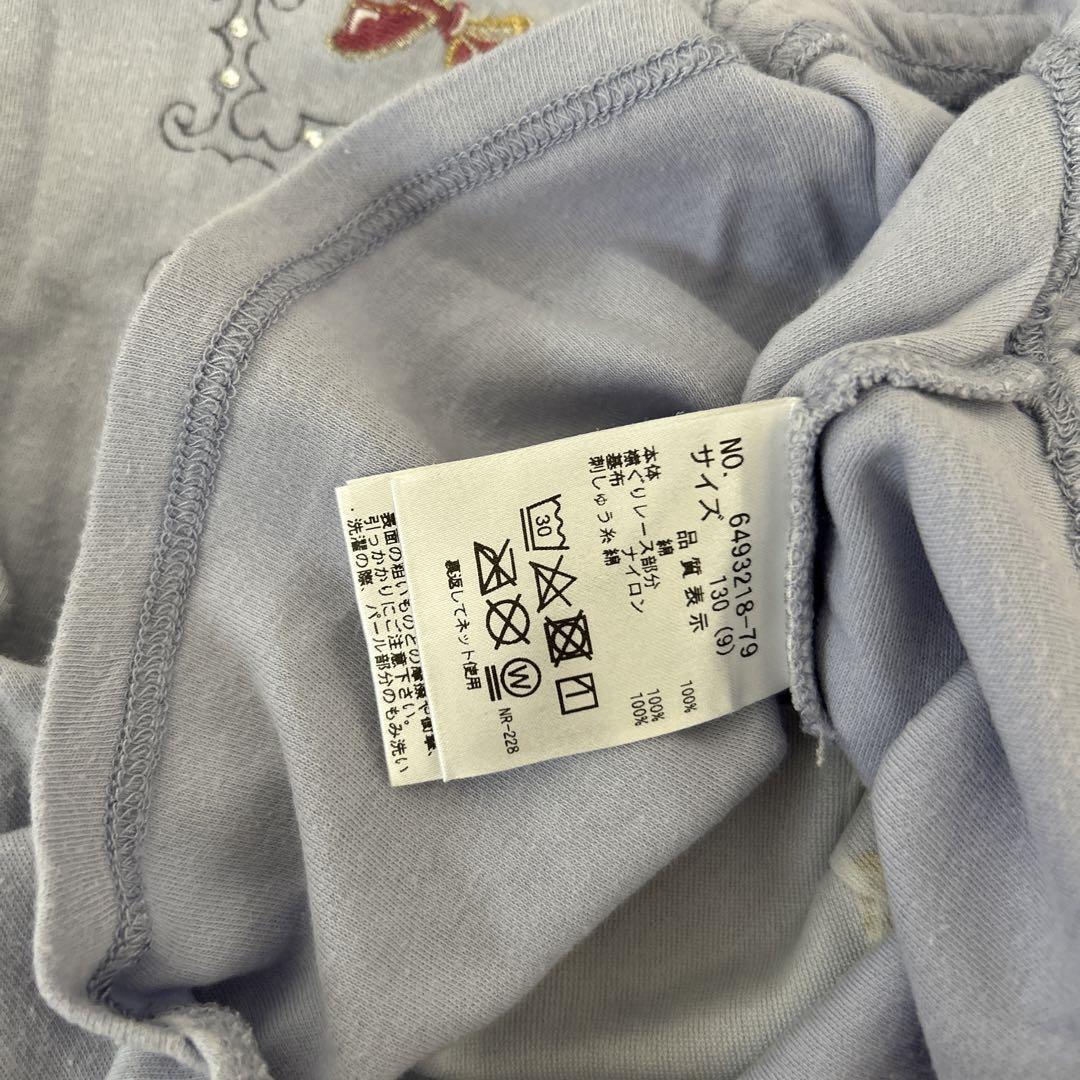 NO. 6493218-79
サイズ 130 (9)
品質表示
本体 綿 100%
襟ぐりレース部分
基布 ナイロン 100%
刺しゅう糸 綿 100%
30
W
裏返してネット使用
NR-228
表面の粗いものとの摩擦や衝撃、
引っかかりにご注意下さい。
・洗濯の際、パール部分のもみ洗い